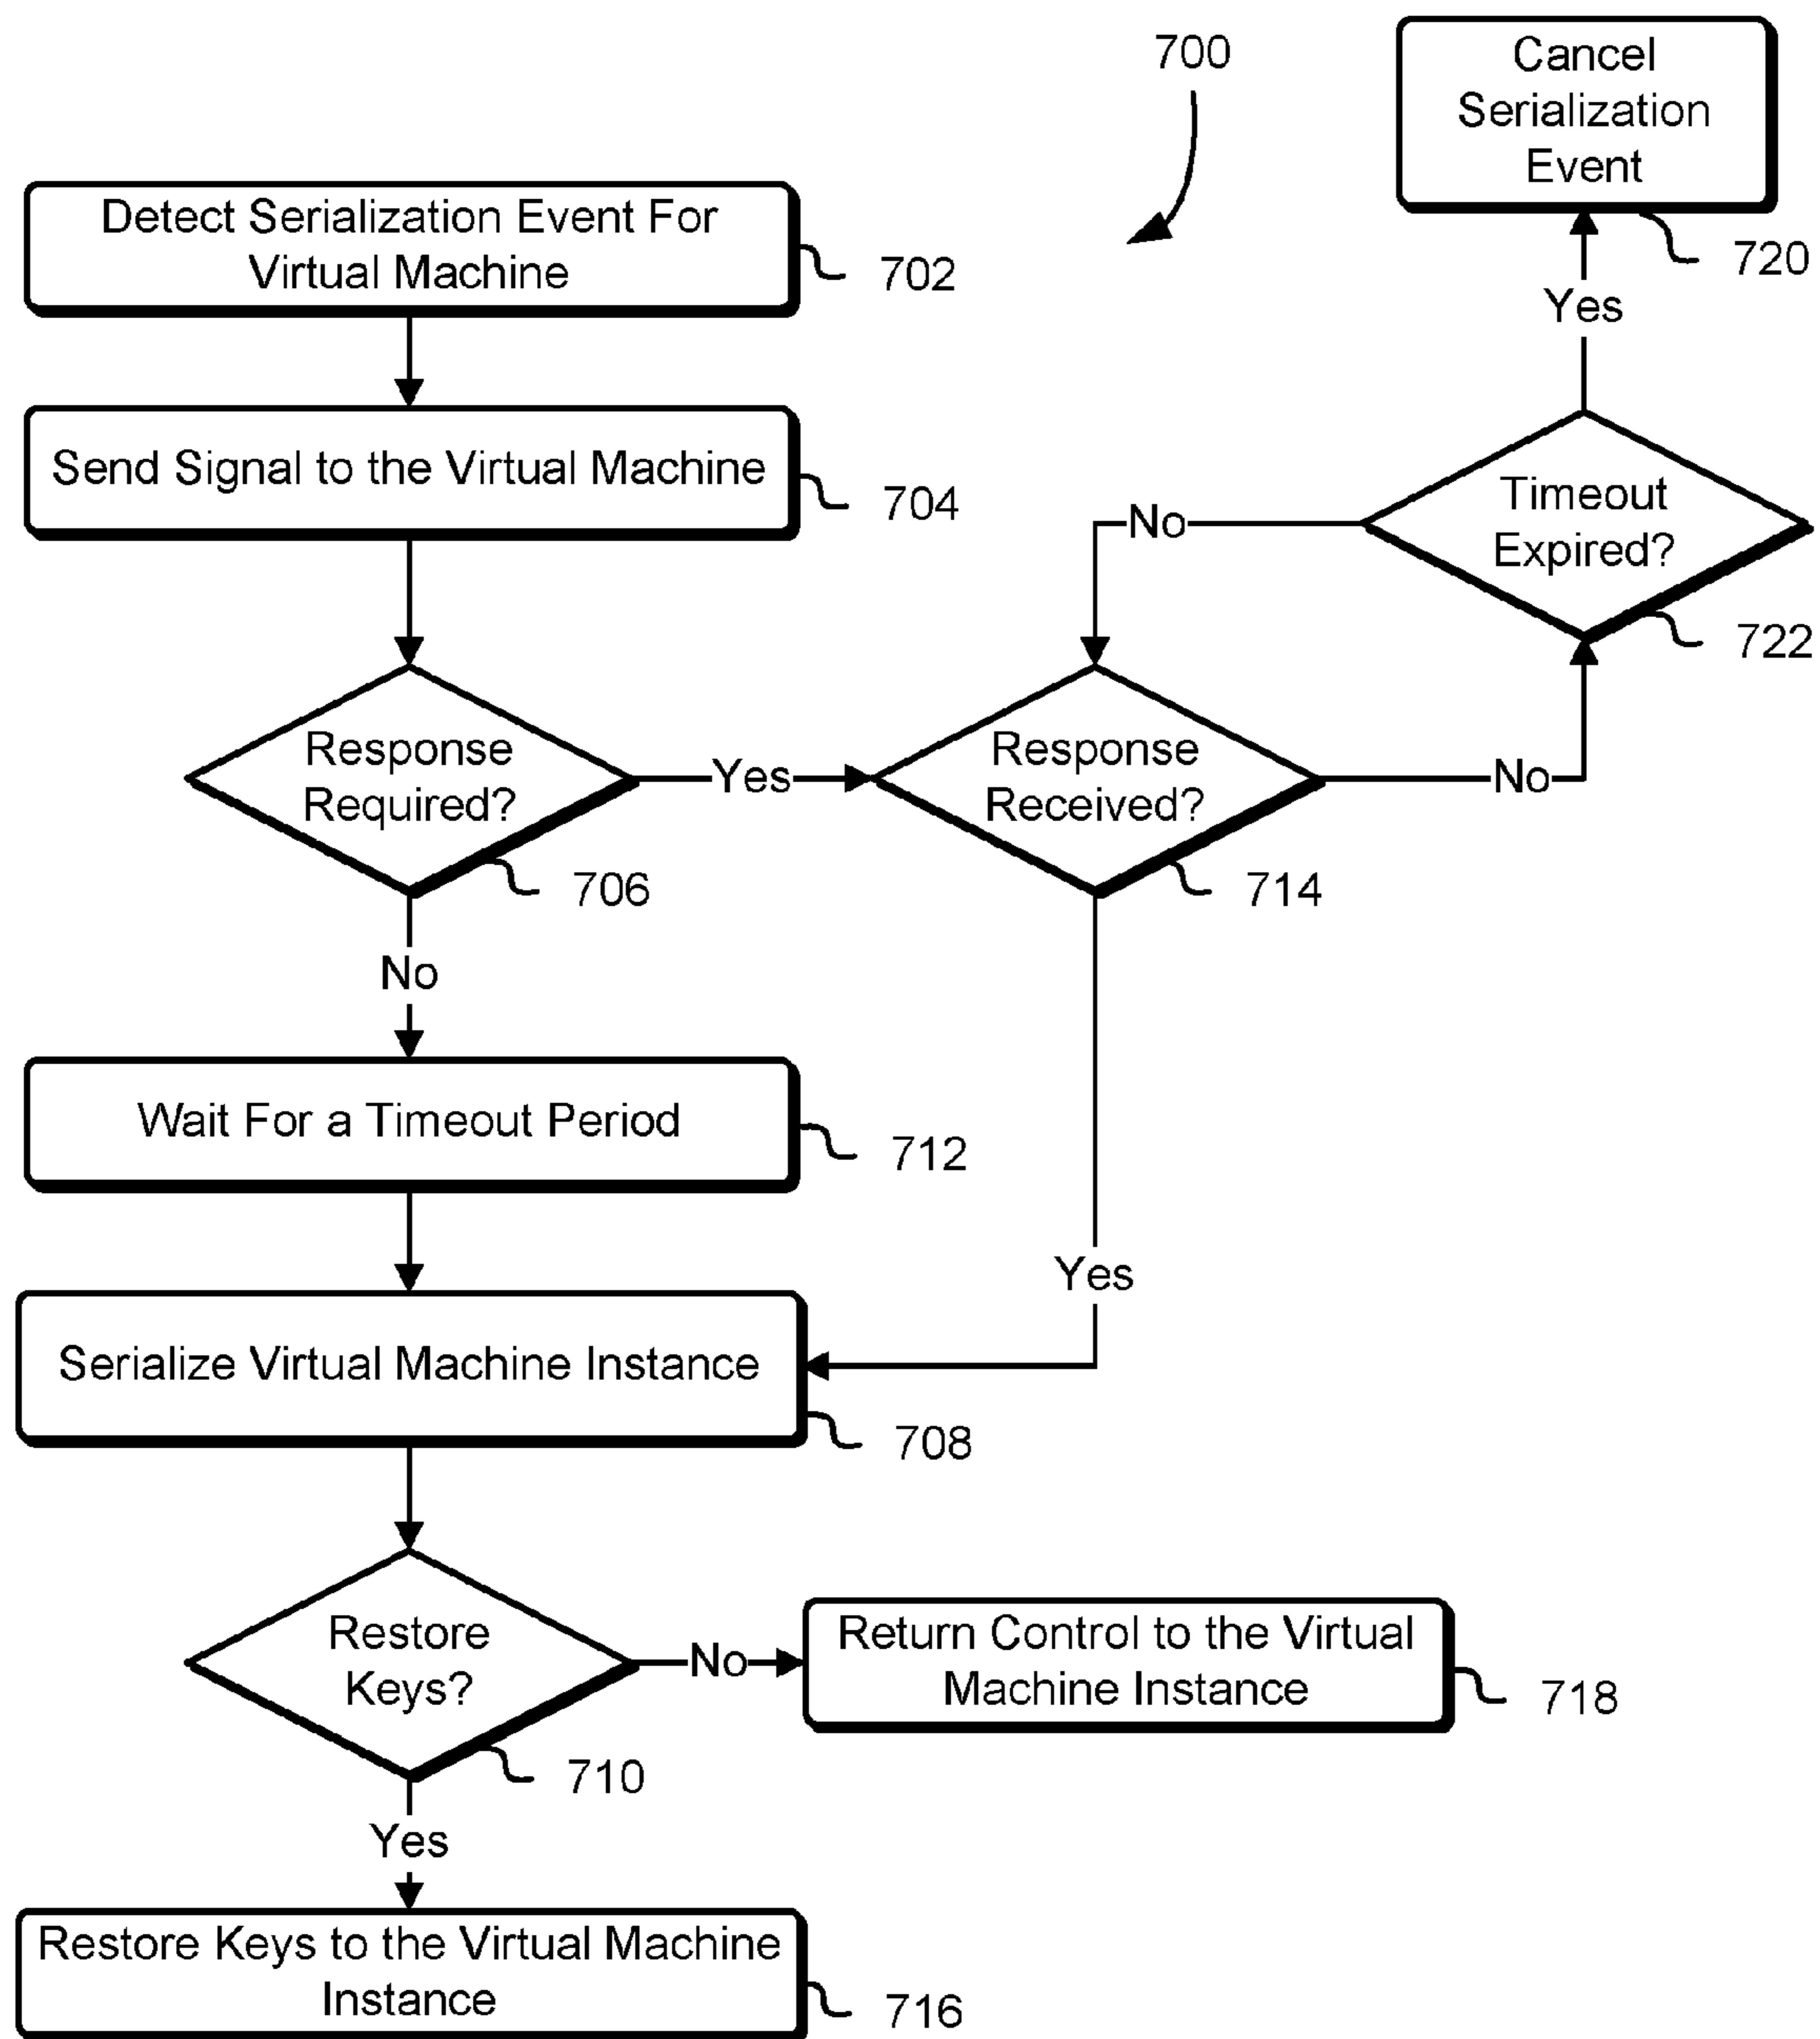 700
Cancel
Serialization
Event
720
Detect Serialization Event For
Virtual Machine
702
Yes
Send Signal to the Virtual Machine
704
Timeout
Expired?
722
No
Response
Required?
706
Yes
Response
Received?
714
No
No
Wait For a Timeout Period
712
Yes
Serialize Virtual Machine Instance
708
Restore
Keys?
710
No
Return Control to the Virtual
Machine Instance
718
Yes
Restore Keys to the Virtual Machine
Instance
716